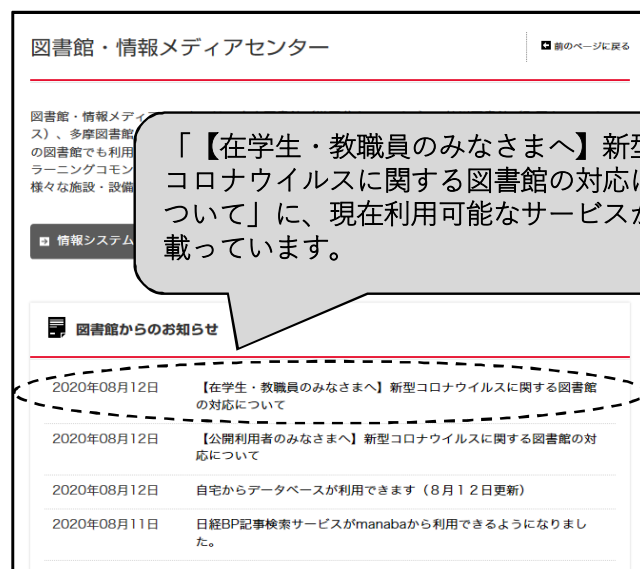 図書館・情報メディアセンター
前のページに戻る
図書館・情報メディ
ス）、多摩図書館
の図書館でも利用
ラーニングコモン
様々な施設・設備
「【在学生・教職員のみなさまへ】新型
コロナウイルスに関する図書館の対応に
ついて」に、現在利用可能なサービスが
載っています。
情報システム
図書館からのお知らせ
2020年08月12日 【在学生・教職員のみなさまへ】新型コロナウイルスに関する図書館
の対応について
2020年08月12日 【公開利用者のみなさまへ】新型コロナウイルスに関する図書館の対
応について
2020年08月12日 自宅からデータベースが利用できます（８月１２日更新）
2020年08月11日 日経BP記事検索サービスがmanabaから利用できるようになりまし
た。